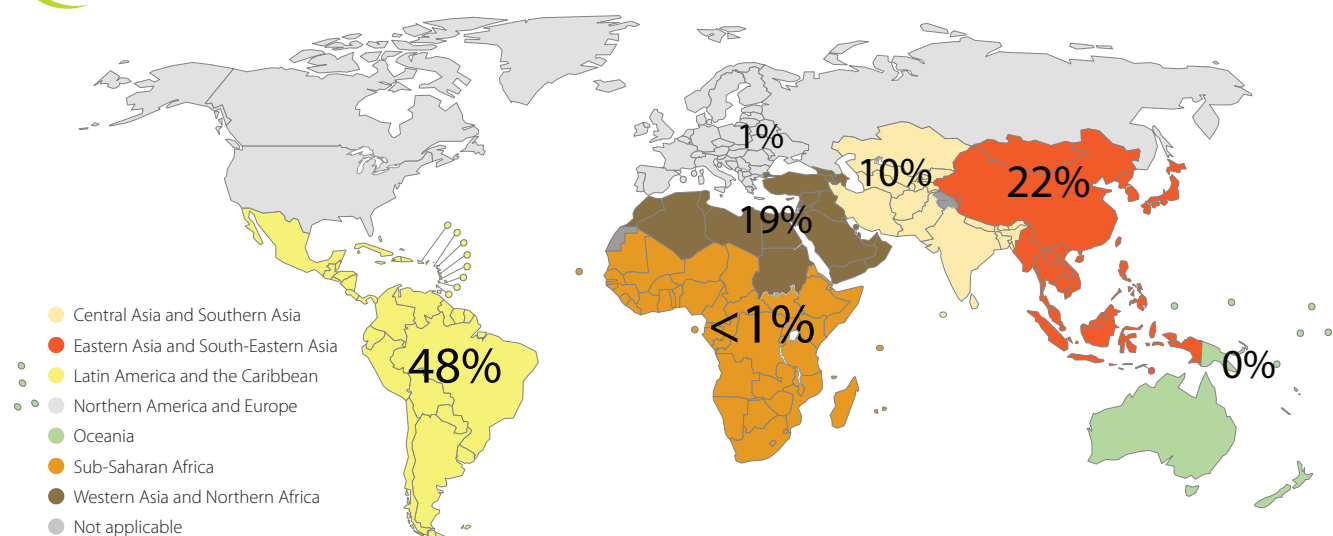 1%
10%
22%
19%
<1%
48%
0%
Central Asia and Southern Asia
Eastern Asia and South-Eastern Asia
Latin America and the Caribbean
Northern America and Europe
Oceania
Sub-Saharan Africa
Western Asia and Northern Africa
Not applicable